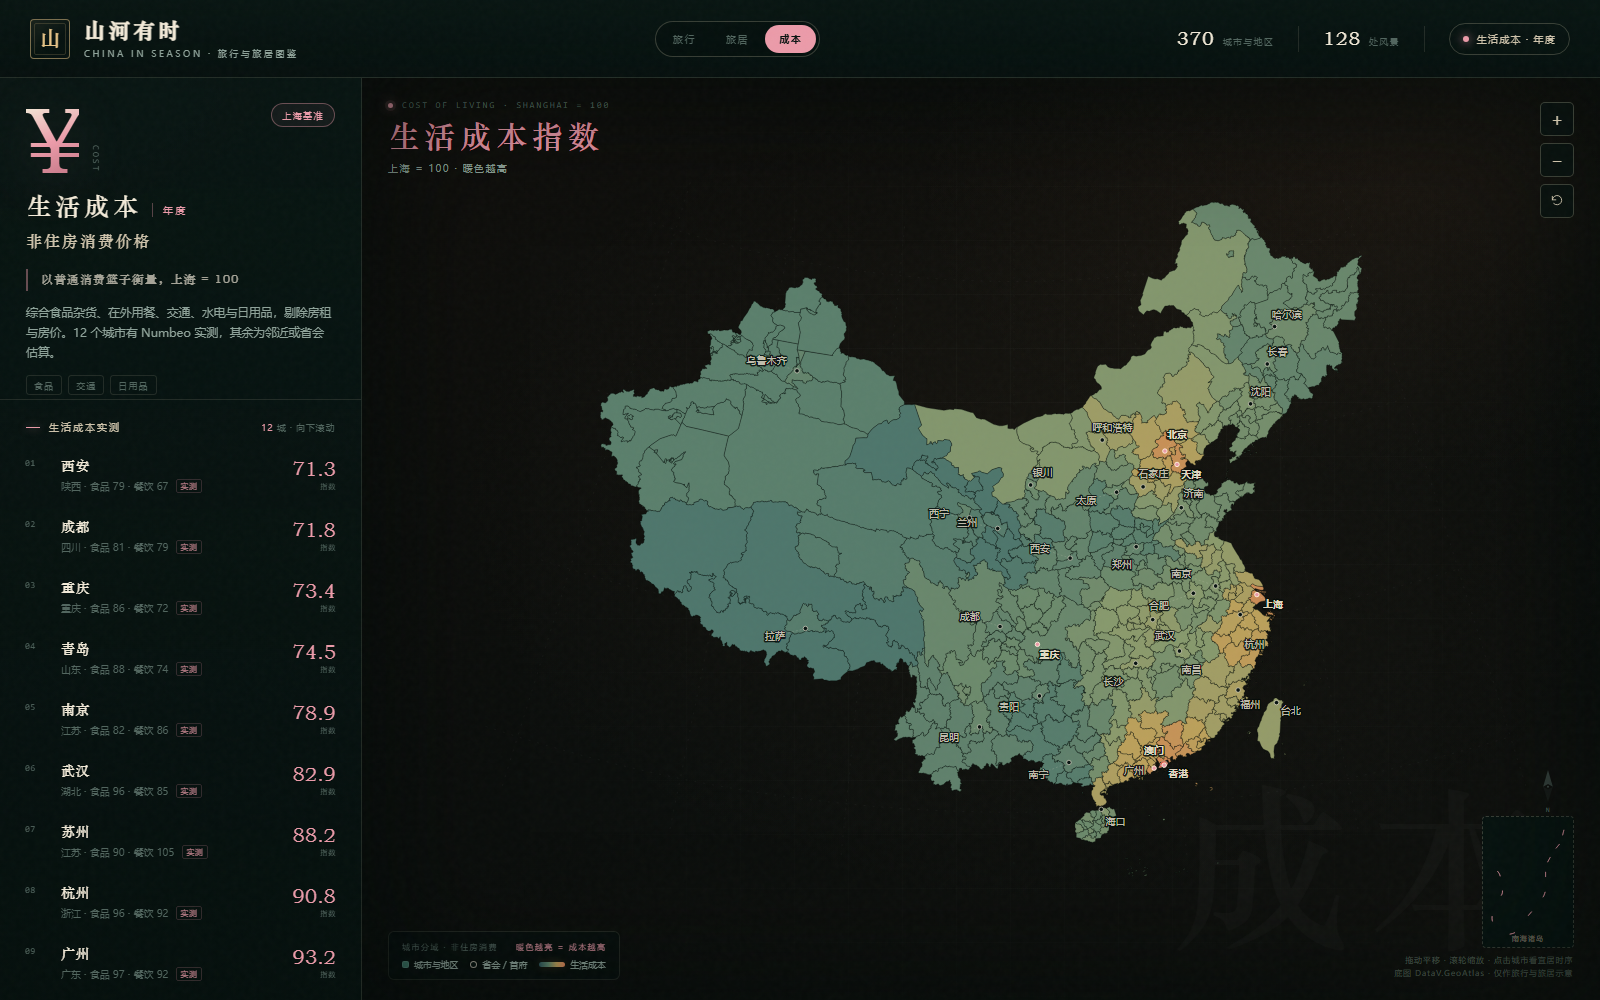 山
山河有时
CHINA IN SEASON · 旅行与旅居图鉴
旅行
旅居
成本
370 城市与地区
128 处风景
生活成本 · 年度
¥
COST
上海基准
生活成本
年度
非住房消费价格
以普通消费篮子衡量，上海 = 100
综合食品杂货、在外用餐、交通、水电与日用品，剔除房租
与房价。12 个城市有 Numbeo 实测，其余为邻近或省会
估算。
食品
交通
日用品
生活成本实测
12 城 · 向下滚动
01
西安
陕西 · 食品 79 · 餐饮 67 实测
71.3
指数
02
成都
四川 · 食品 81 · 餐饮 79 实测
71.8
指数
03
重庆
重庆 · 食品 86 · 餐饮 72 实测
73.4
指数
04
青岛
山东 · 食品 88 · 餐饮 74 实测
74.5
指数
05
南京
江苏 · 食品 82 · 餐饮 86 实测
78.9
指数
06
武汉
湖北 · 食品 96 · 餐饮 85 实测
82.9
指数
07
苏州
江苏 · 食品 90 · 餐饮 105 实测
88.2
指数
08
杭州
浙江 · 食品 96 · 餐饮 92 实测
90.8
指数
09
广州
广东 · 食品 97 · 餐饮 92 实测
93.2
指数
COST OF LIVING · SHANGHAI = 100
生活成本指数
上海 = 100 · 暖色越高
+
−
哈尔滨
长春
乌鲁木齐
沈阳
呼和浩特
北京
银川
石家庄
天津
太原
济南
西宁
兰州
西安
郑州
南京
合肥
上海
成都
拉萨
武汉
杭州
重庆
南昌
长沙
贵阳
福州
台北
昆明
澳门
南宁
广州
香港
海口
成本
N
南海诸岛
城市分域 · 非住房消费
暖色越亮 = 成本越高
城市与地区
省会 / 首府
生活成本
拖动平移 · 滚轮缩放 · 点击城市看宜居时序
底图 DataV.GeoAtlas · 仅作旅行与旅居示意